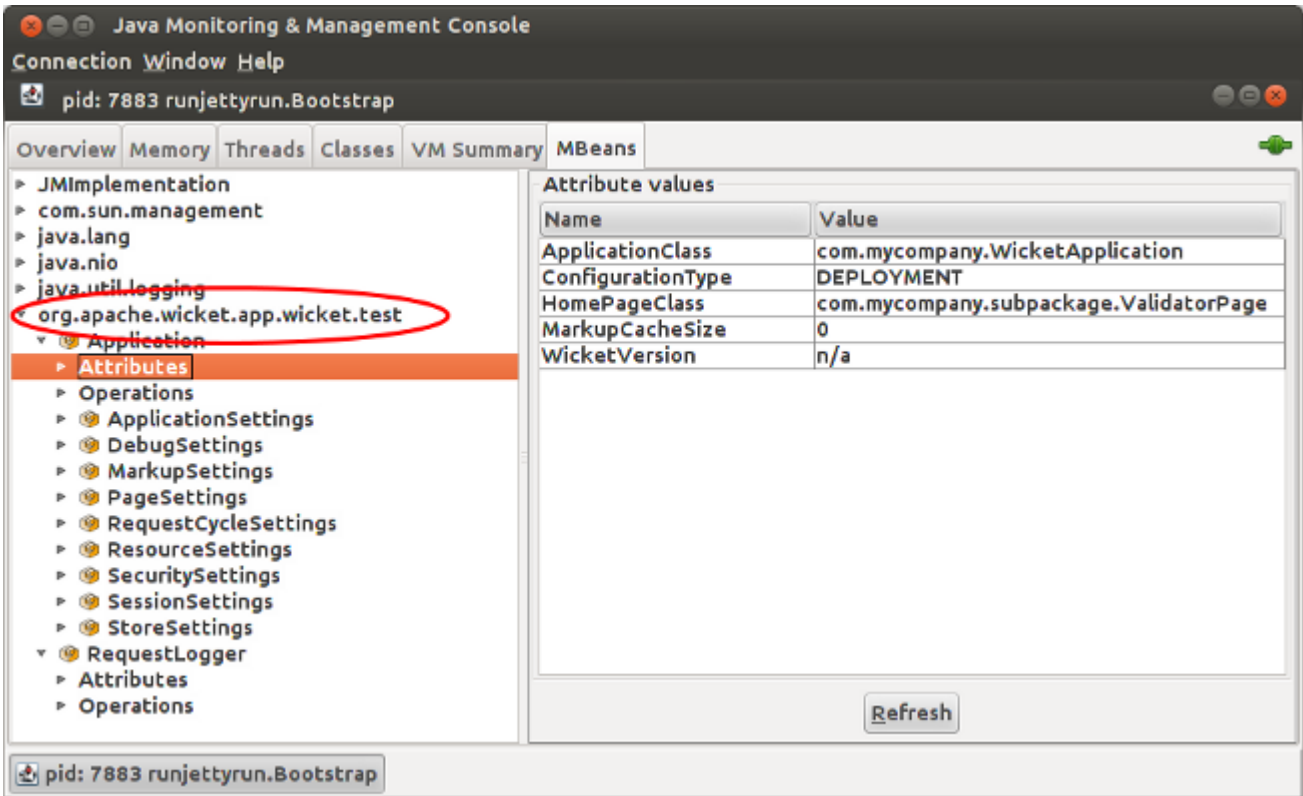 Java Monitoring & Management Console
Connection Window Help
pid: 7883 runjettyrun.Bootstrap
Overview Memory Threads Classes VM Summary MBeans
JMImplementation
com.sun.management
java.lang
java.nio
java.util.logging
org.apache.wicket.app.wicket.test
Application
Attributes
Operations
ApplicationSettings
DebugSettings
MarkupSettings
PageSettings
RequestCycleSettings
ResourceSettings
SecuritySettings
SessionSettings
StoreSettings
RequestLogger
Attributes
Operations
Attribute values
Name Value
ApplicationClass com.mycompany.WicketApplication
ConfigurationType DEPLOYMENT
HomePageClass com.mycompany.subpackage.ValidatorPage
MarkupCacheSize 0
WicketVersion n/a
Refresh
pid: 7883 runjettyrun.Bootstrap